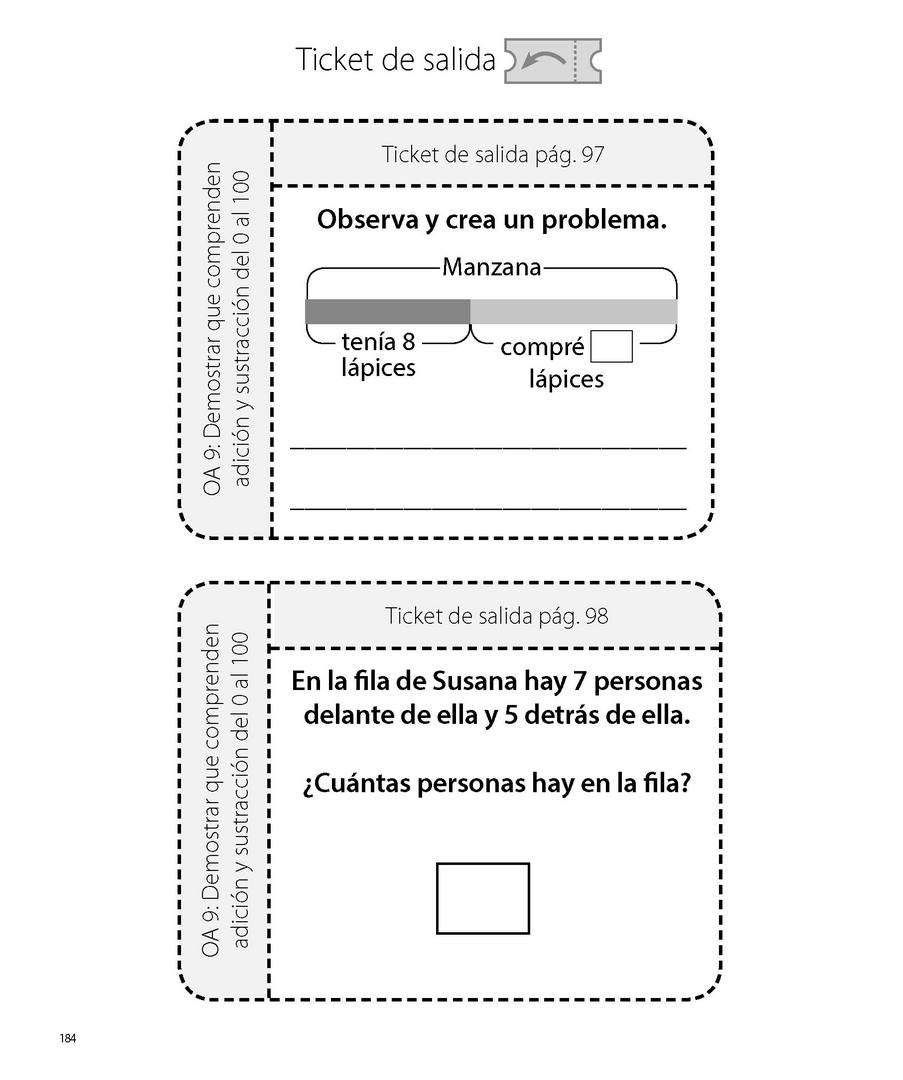 Ticket de salida
Ticket de salida pág. 97
OA 9: Demostrar que comprenden
adición y sustracción del 0 al 100
Observa y crea un problema.
Manzana
tenía 8
lápices
compré
lápices
Ticket de salida pág. 98
OA 9: Demostrar que comprenden
adición y sustracción del 0 al 100
En la fila de Susana hay 7 personas
delante de ella y 5 detrás de ella.
¿Cuántas personas hay en la fila?
184